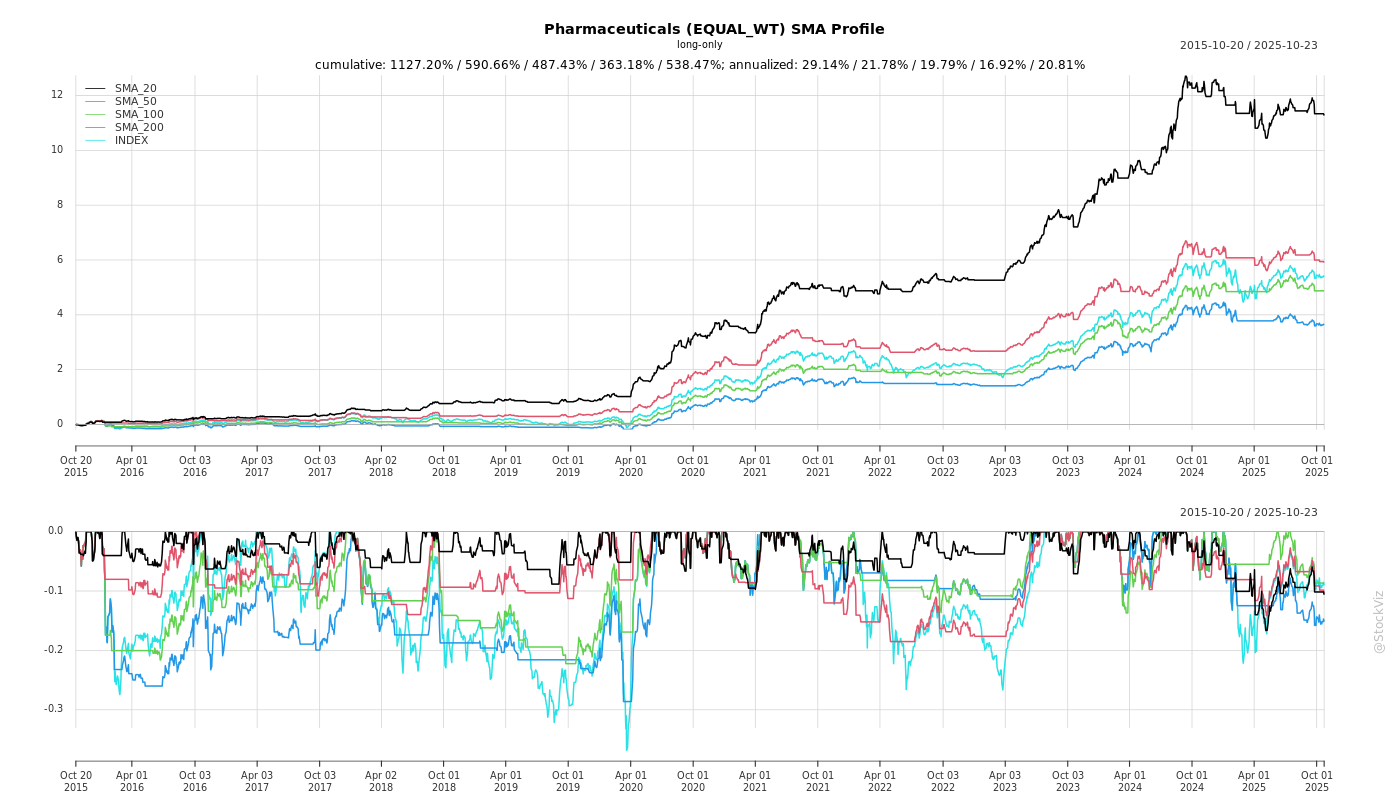 Pharmaceuticals (EQUAL_WT) SMA Profile
long-only
2015-10-20 / 2025-10-23
cumulative: 1127.20% / 590.66% / 487.43% / 363.18% / 538.47%; annualized: 29.14% / 21.78% / 19.79% / 16.92% / 20.81%
SMA_20
SMA_50
SMA_100
SMA_200
INDEX
12
10
8
6
4
2
0
Oct 20 Apr 01 Oct 03 Apr 03 Oct 03 Apr 02 Oct 01 Apr 01 Oct 01 Apr 01 Oct 01 Apr 01 Oct 01 Apr 01 Oct 03 Apr 03 Oct 03 Apr 01 Oct 01 Apr 01 Oct 01
2015 2016 2016 2017 2017 2018 2018 2019 2019 2020 2020 2021 2021 2022 2022 2023 2023 2024 2024 2025 2025
2015-10-20 / 2025-10-23
0.0
-0.1
-0.2
-0.3
Oct 20 Apr 01 Oct 03 Apr 03 Oct 03 Apr 02 Oct 01 Apr 01 Oct 01 Apr 01 Oct 01 Apr 01 Oct 01 Apr 01 Oct 03 Apr 03 Oct 03 Apr 01 Oct 01 Apr 01 Oct 01
2015 2016 2016 2017 2017 2018 2018 2019 2019 2020 2020 2021 2021 2022 2022 2023 2023 2024 2024 2025 2025
@StockViz